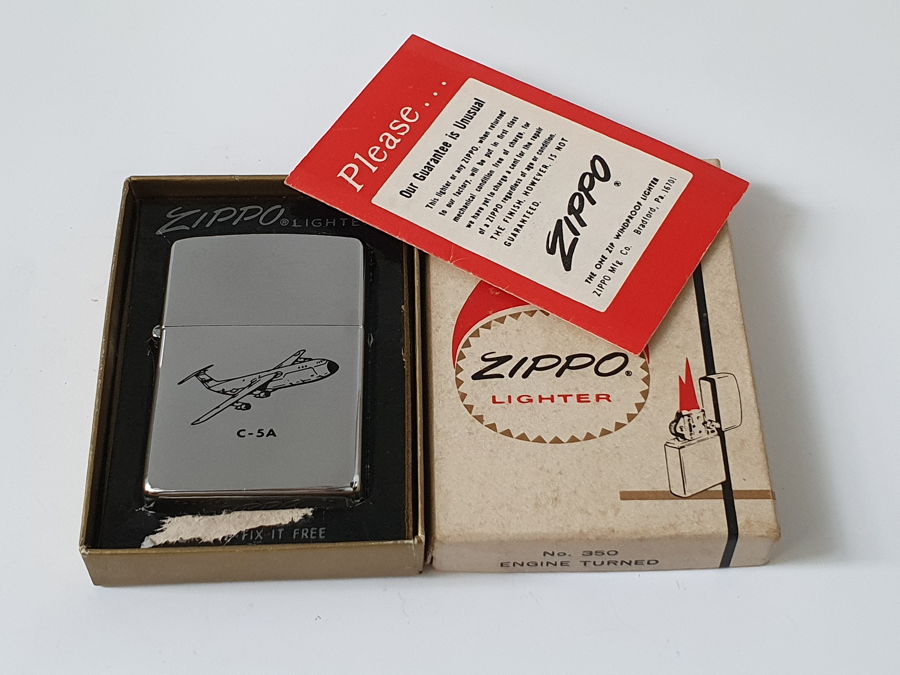 Please...
Our Guarantee is Unusual
This lighter or any ZIPPO, when returned
to our factory, will be put in first class
mechanical condition free of charge, for
we have yet to charge a cent for the repair
of a ZIPPO regardless of age or condition.
THE FINISH, HOWEVER, IS NOT
GUARANTEED.
ZIPPO®
THE ONE ZIP WINDPROOF LIGHTER
ZIPPO Mfg Co. Bradford, Pa. 16701
ZIPPO® LIGHTE
C-5A
FIX IT FREE
ZIPPO®
LIGHTER
No. 350
ENGINE TURNED